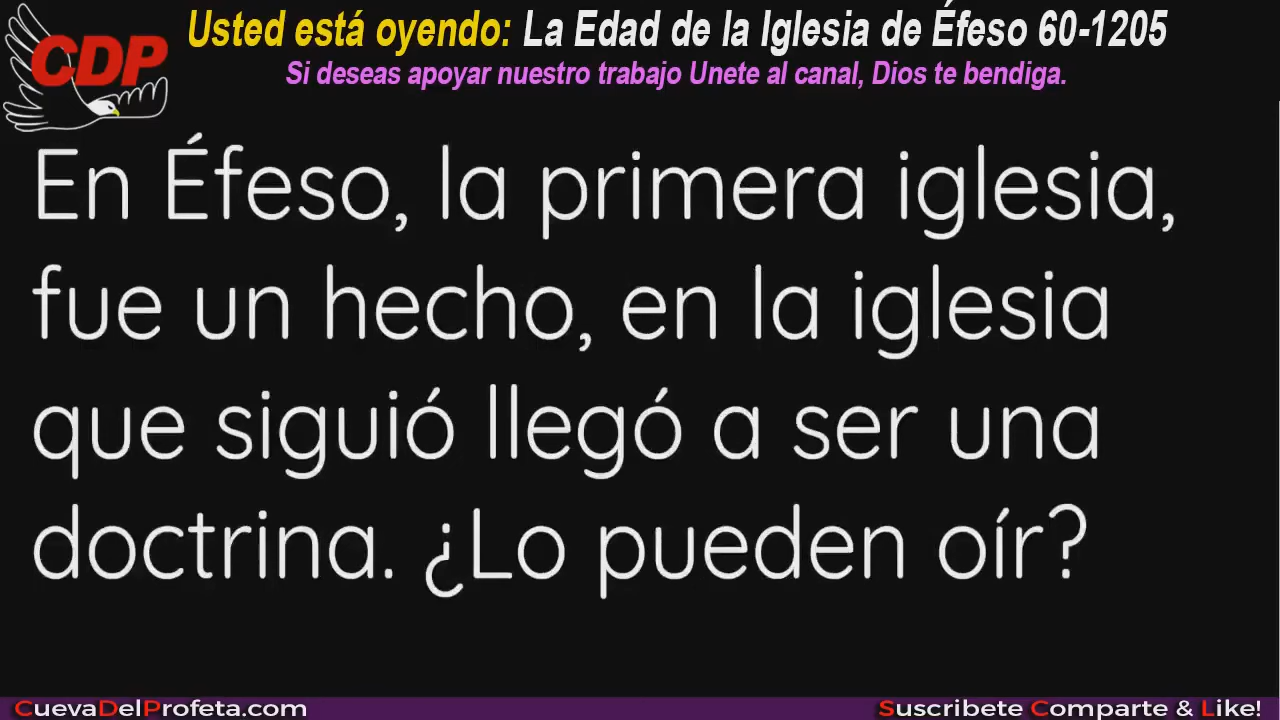 CDP
Usted está oyendo: La Edad de la Iglesia de Éfeso 60-1205
Si deseas apoyar nuestro trabajo Unete al canal, Dios te bendiga.
En Éfeso, la primera iglesia,
fue un hecho, en la iglesia
que siguió llegó a ser una
doctrina. ¿Lo pueden oír?
CuevaDelProfeta.com
Suscribete Comparte & Like!